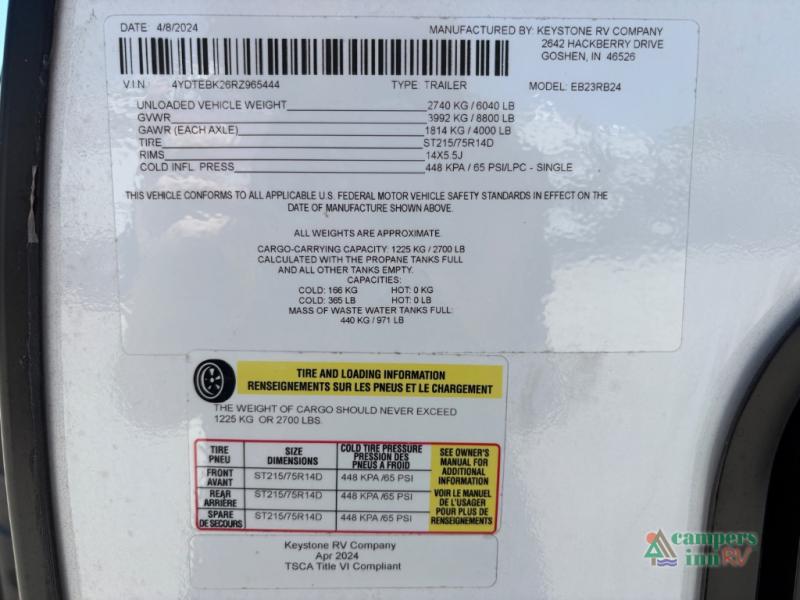 DATE: 4/8/2024 MANUFACTURED BY: KEYSTONE RV COMPANY
2642 HACKBERRY DRIVE
GOSHEN, IN 46526
V.I.N. 4YDTEBK26RZ965444 TYPE: TRAILER MODEL: EB23RB24
UNLOADED VEHICLE WEIGHT 2740 KG / 6040 LB
GVWR 3992 KG / 8800 LB
GAWR (EACH AXLE) 1814 KG / 4000 LB
TIRE ST215/75R14D
RIMS 14X5.5J
COLD INFL. PRESS 448 KPA / 65 PSI/LPC - SINGLE
THIS VEHICLE CONFORMS TO ALL APPLICABLE U.S. FEDERAL MOTOR VEHICLE SAFETY STANDARDS IN EFFECT ON THE
DATE OF MANUFACTURE SHOWN ABOVE.
ALL WEIGHTS ARE APPROXIMATE.
CARGO-CARRYING CAPACITY: 1225 KG / 2700 LB
CALCULATED WITH THE PROPANE TANKS FULL
AND ALL OTHER TANKS EMPTY.
CAPACITIES:
COLD: 166 KG HOT: 0 KG
COLD: 365 LB HOT: 0 LB
MASS OF WASTE WATER TANKS FULL:
440 KG / 971 LB
TIRE AND LOADING INFORMATION
RENSEIGNEMENTS SUR LES PNEUS ET LE CHARGEMENT
THE WEIGHT OF CARGO SHOULD NEVER EXCEED
1225 KG OR 2700 LBS.
TIRE
PNEU
SIZE
DIMENSIONS
COLD TIRE PRESSURE
PRESSION DES
PNEUS A FROID
SEE OWNER'S
MANUAL FOR
ADDITIONAL
INFORMATION
VOIR LE MANUEL
DE L'USAGER
POUR PLUS DE
RENSEIGNEMENTS
FRONT
AVANT
ST215/75R14D
448 KPA /65 PSI
REAR
ARRIÈRE
ST215/75R14D
448 KPA /65 PSI
SPARE
DE SECOURS
ST215/75R14D
448 KPA /65 PSI
Keystone RV Company
Apr 2024
TSCA Title VI Compliant
campers
inn RV